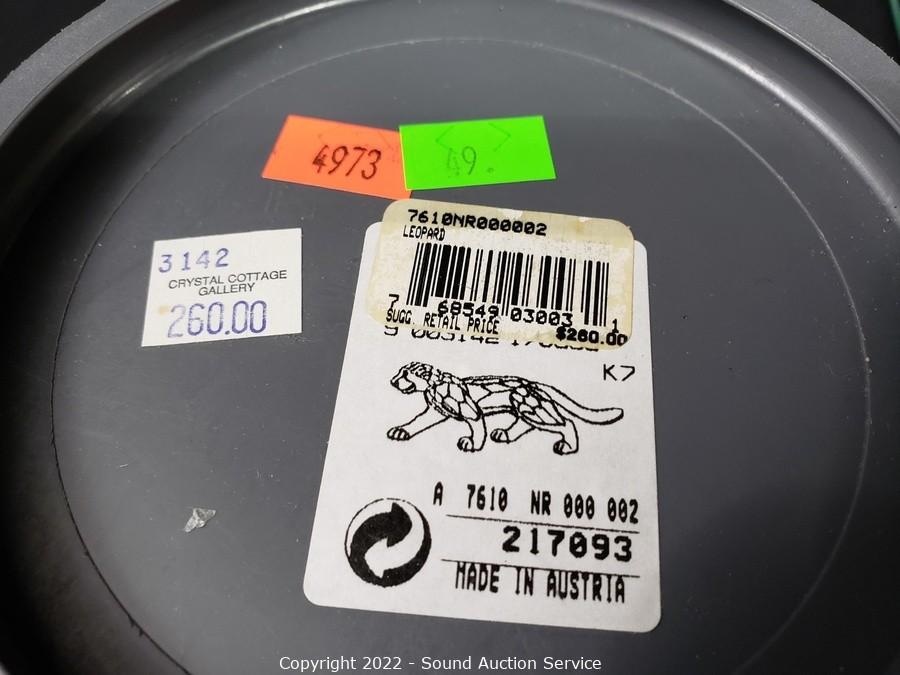 4973
49.
7610NR000002
LEOPARD
7 68549 03003 1
SUGG. RETAIL PRICE $260.00
3142
CRYSTAL COTTAGE
GALLERY
260.00
K7
A 7610 NR 000 002
217093
MADE IN AUSTRIA
Copyright 2022 - Sound Auction Service